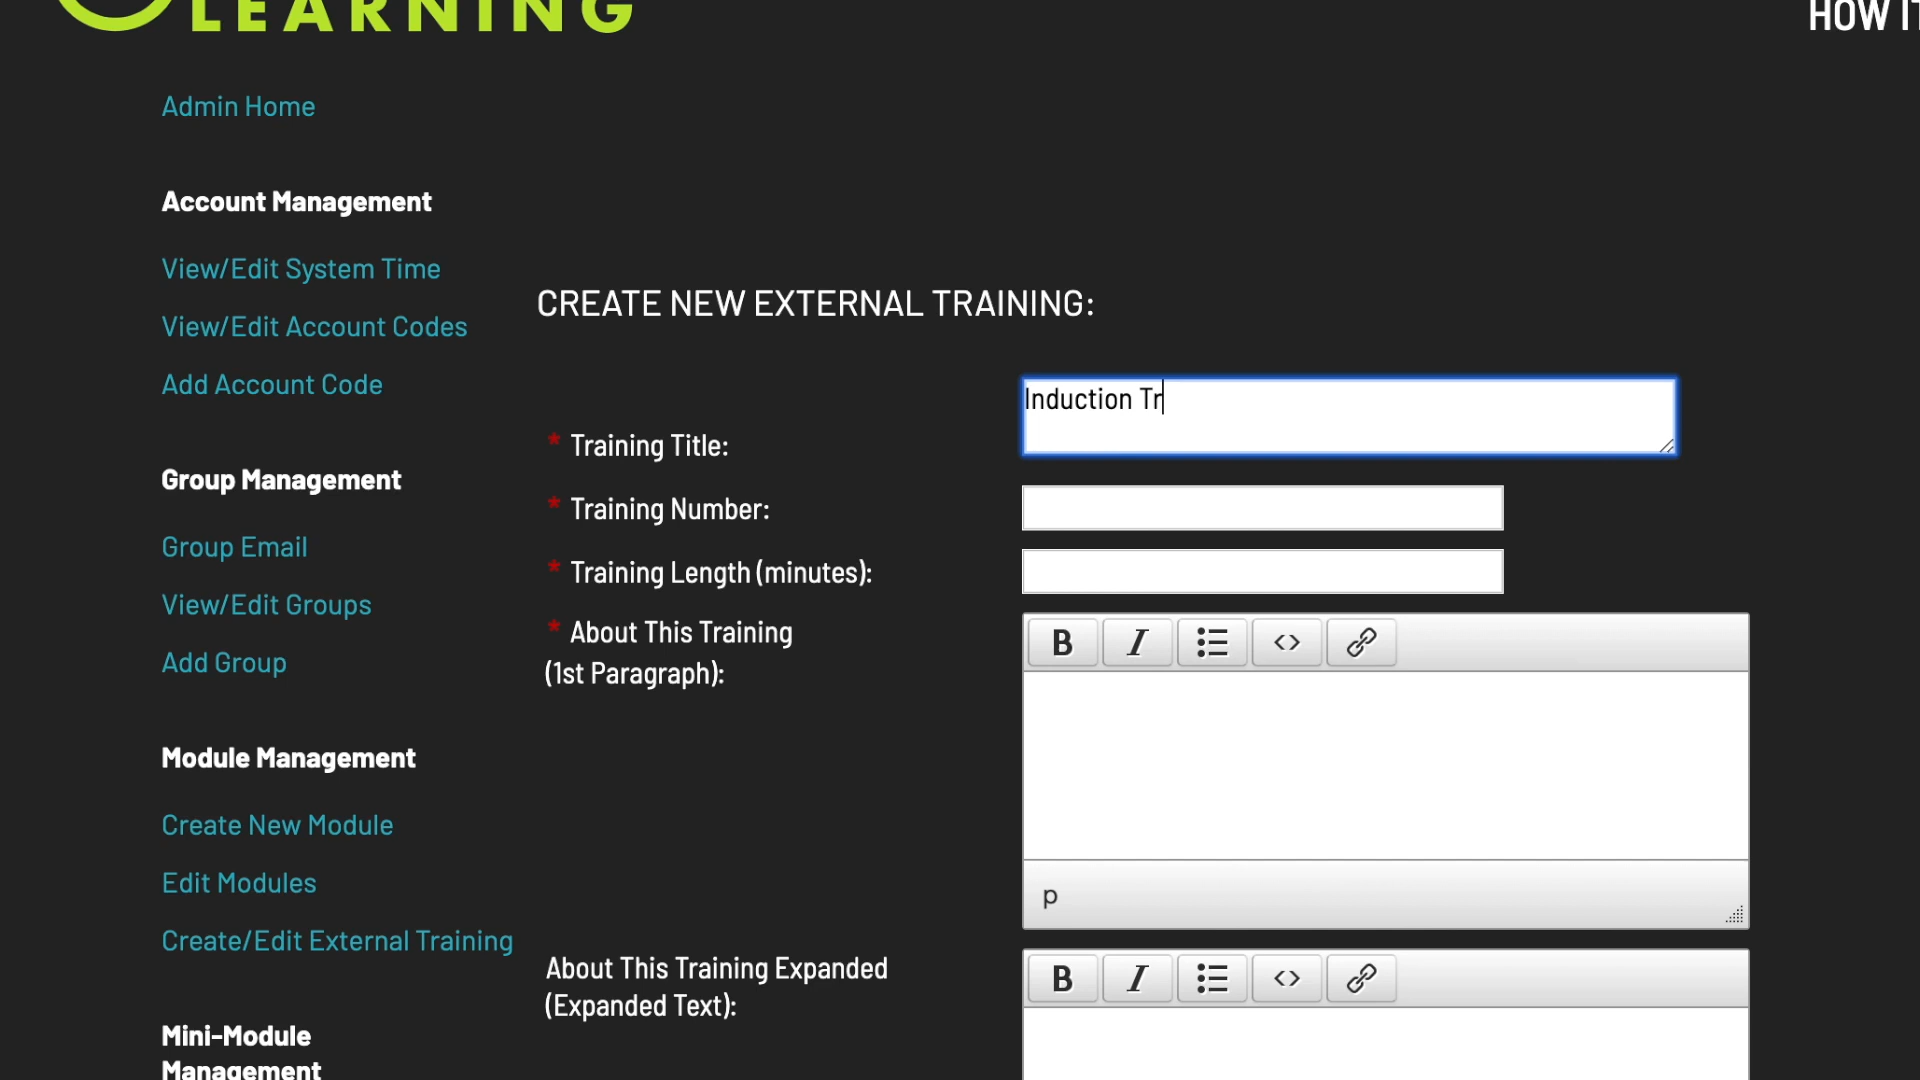 LEARNING
HOW IT
Admin Home
Account Management
View/Edit System Time
View/Edit Account Codes
Add Account Code
Group Management
Group Email
View/Edit Groups
Add Group
Module Management
Create New Module
Edit Modules
Create/Edit External Training
Mini-Module
Management
CREATE NEW EXTERNAL TRAINING:
Induction Tr
* Training Title:
* Training Number:
* Training Length (minutes):
* About This Training
(1st Paragraph):
B I <>
p
About This Training Expanded
(Expanded Text):
B I <>